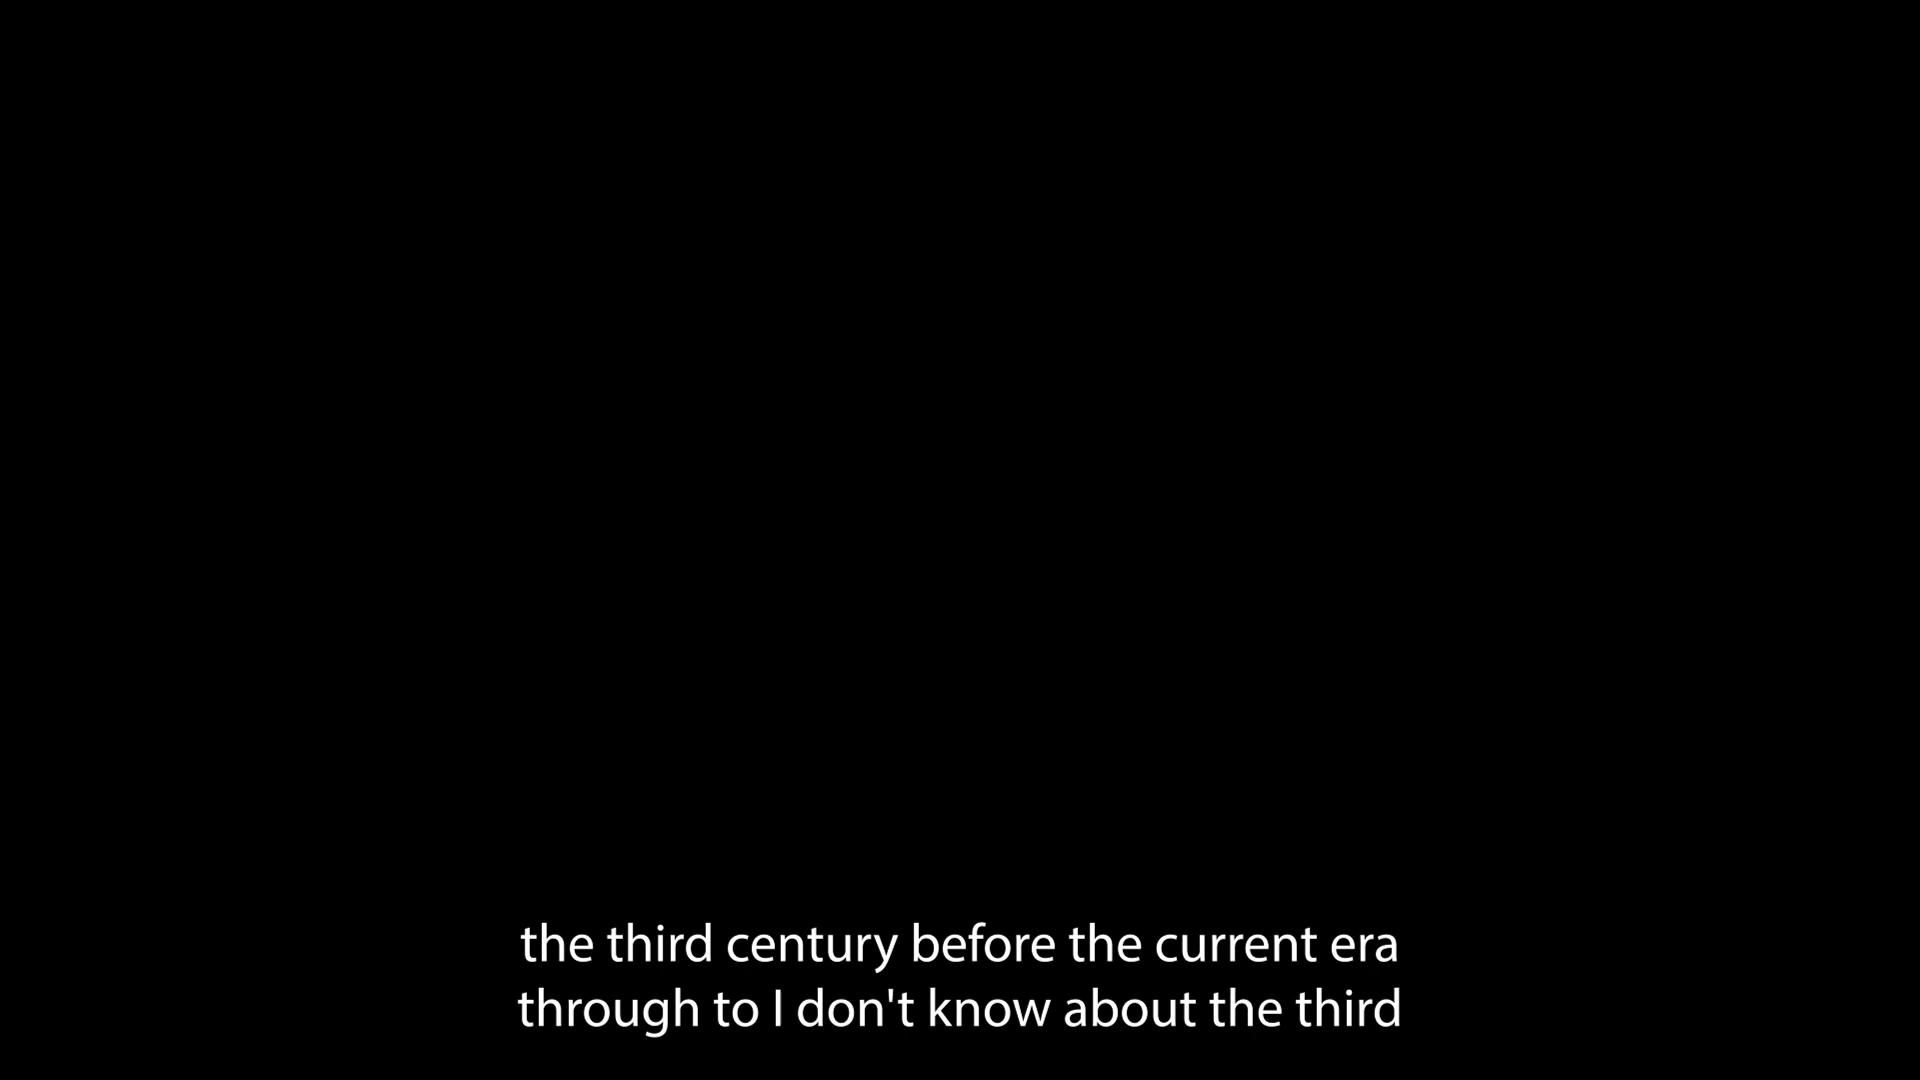 the third century before the current era
through to I don't know about the third